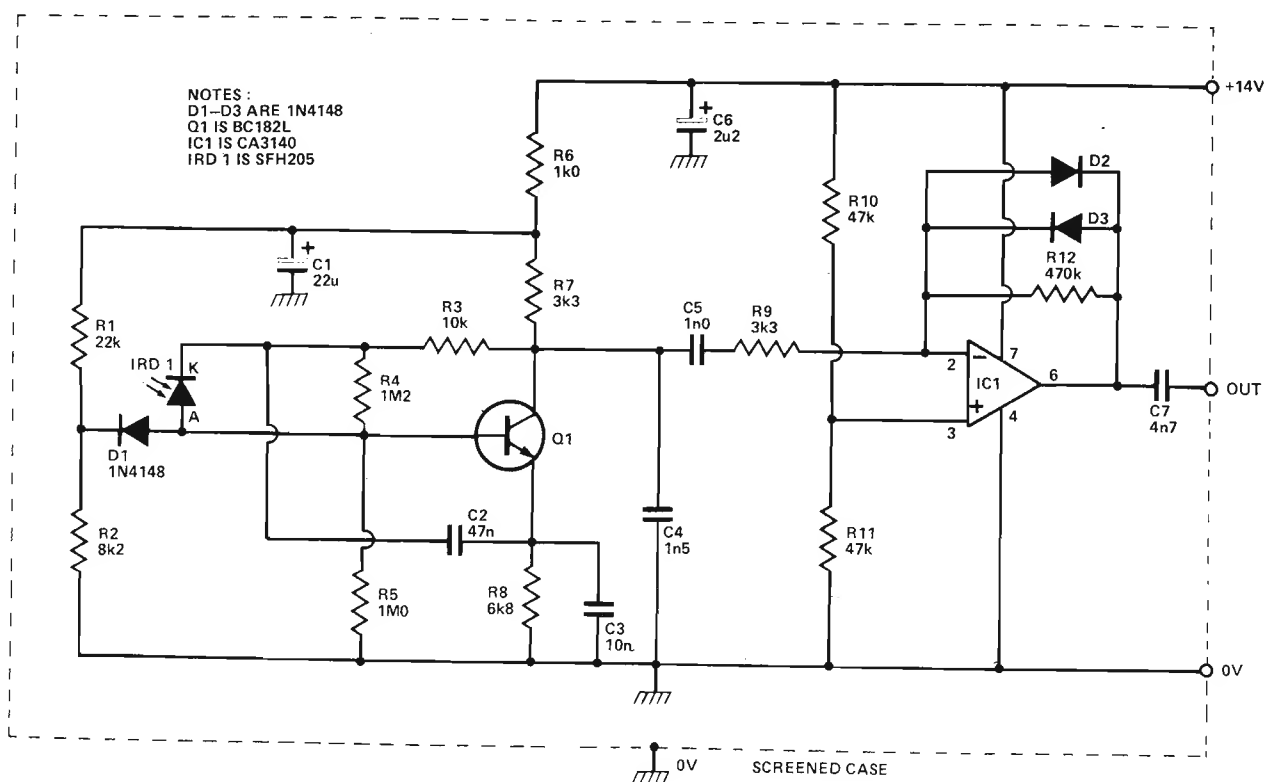 NOTES :
D1–D3 ARE 1N4148
Q1 IS BC182L
IC1 IS CA3140
IRD 1 IS SFH205
+14V
C6
2u2
+
R6
1k0
D2
R10
47k
D3
R12
470k
+
C1
22u
R7
3k3
R3
10k
C5
1n0
R9
3k3
R1
22k
IRD 1
K
R4
1M2
2
−
7
IC1
6
OUT
A
+
4
3
C7
4n7
Q1
D1
1N4148
C2
47n
C4
1n5
R11
47k
R2
8k2
R5
1M0
R8
6k8
C3
10n
0V
0V
SCREENED CASE